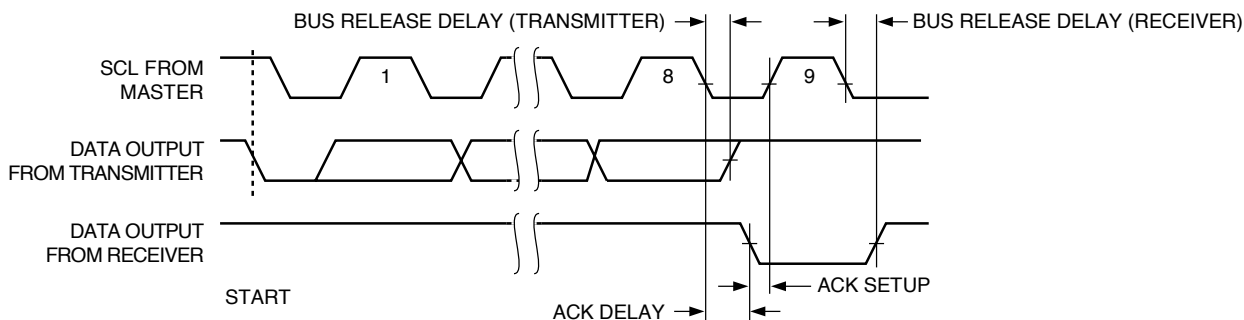 BUS RELEASE DELAY (TRANSMITTER)
BUS RELEASE DELAY (RECEIVER)
SCL FROM
MASTER
1
8
9
DATA OUTPUT
FROM TRANSMITTER
DATA OUTPUT
FROM RECEIVER
START
ACK SETUP
ACK DELAY